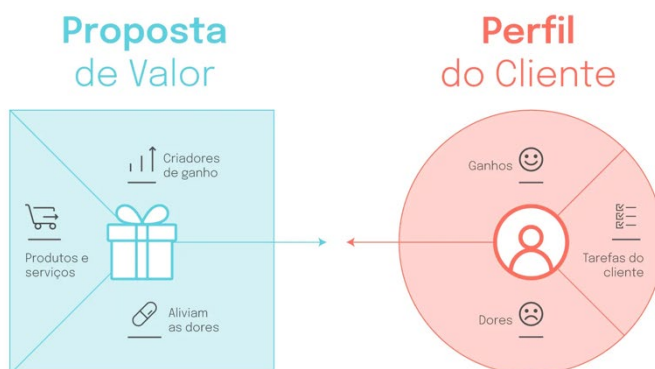 Proposta
de Valor
Criadores
de ganho
Produtos e
serviços
Aliviam
as dores
Perfil
do Cliente
Ganhos
Tarefas do
cliente
Dores